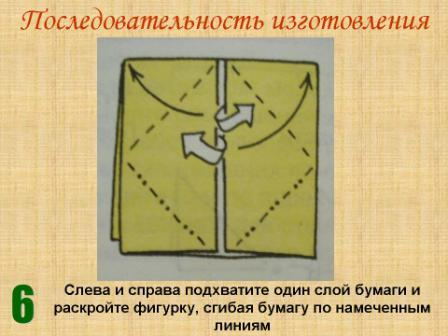 Последовательность изготовления
6
Слева и справа подхватите один слой бумаги и
раскройте фигурку, сгибая бумагу по намеченным
линиям